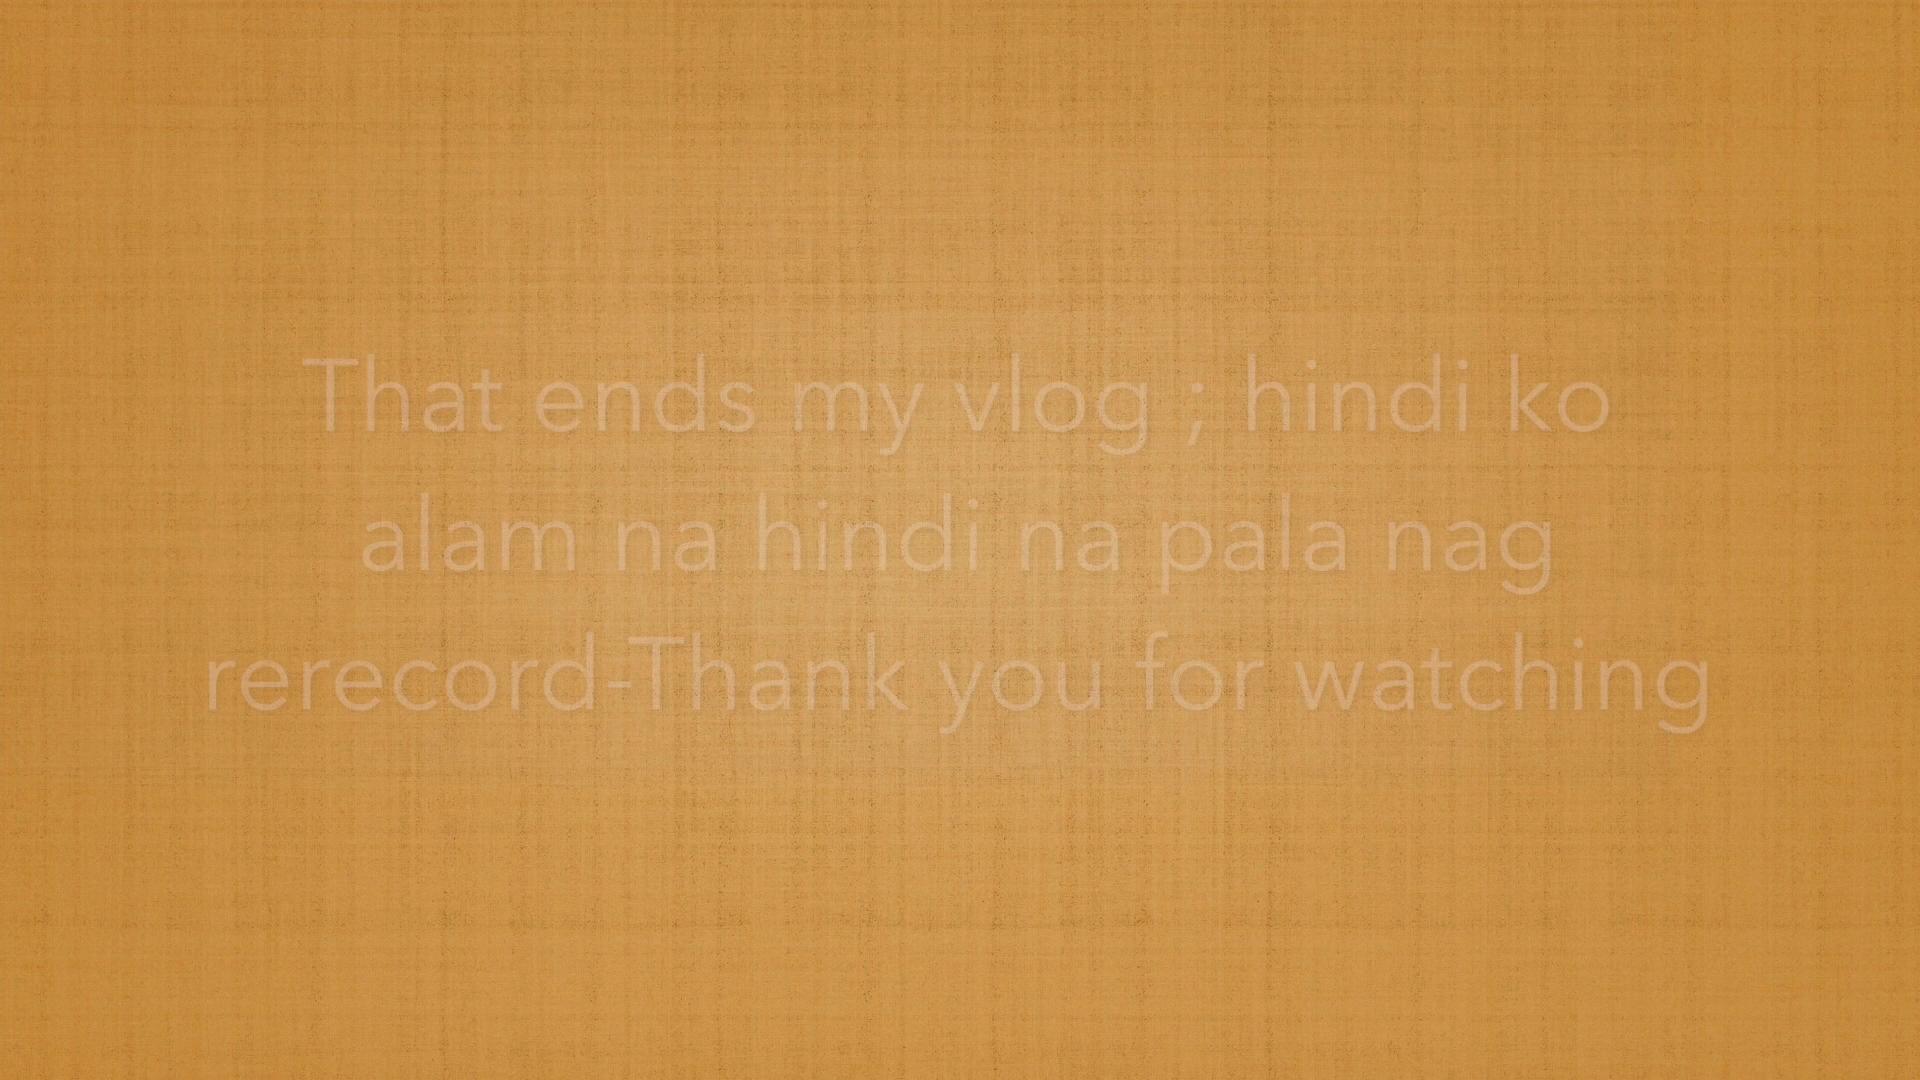 That ends my vlog ; hindi ko
alam na hindi na pala nag
rerecord-Thank you for watching